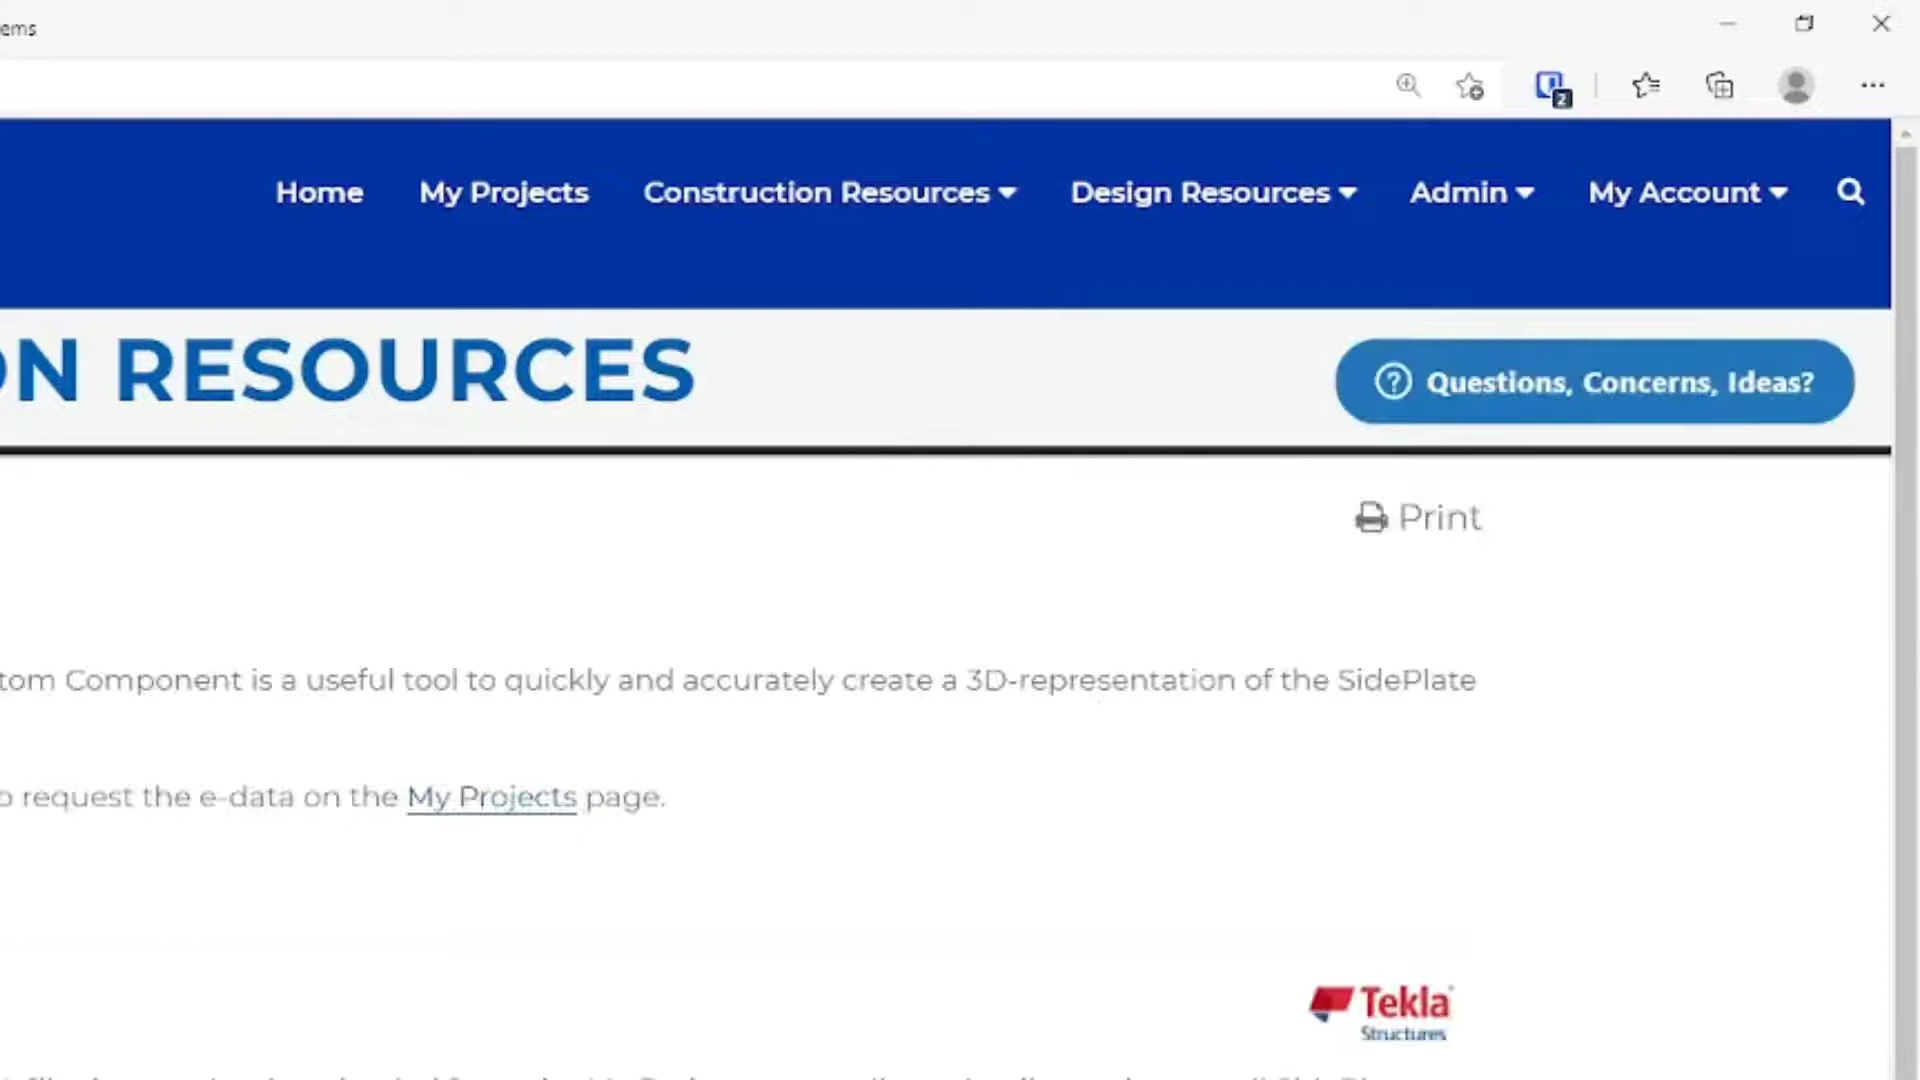 ems
2
Home My Projects Construction Resources Design Resources Admin My Account
ON RESOURCES
Questions, Concerns, Ideas?
Print
tom Component is a useful tool to quickly and accurately create a 3D-representation of the SidePlate
o request the e-data on the My Projects page.
Tekla
Structures